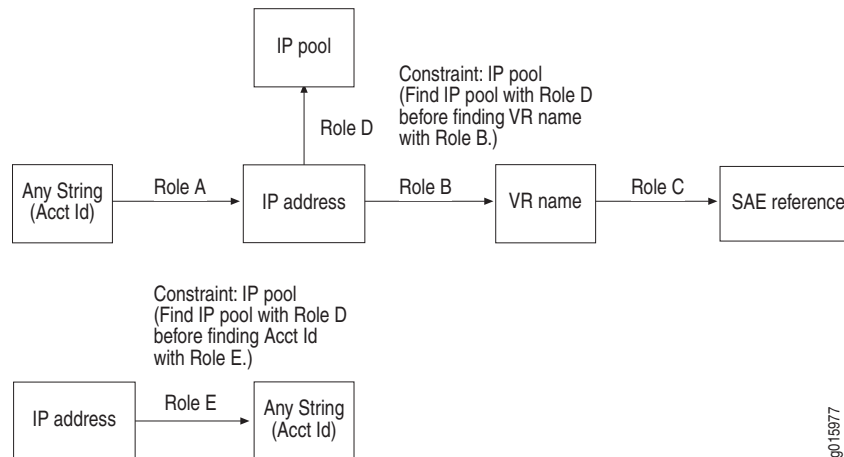 IP pool
Constraint: IP pool
(Find IP pool with Role D
before finding VR name
with Role B.)
Role D
Any String
(Acct Id)
Role A
IP address
Role B
VR name
Role C
SAE reference
Constraint: IP pool
(Find IP pool with Role D
before finding Acct Id
with Role E.)
IP address
Role E
Any String
(Acct Id)
g015977